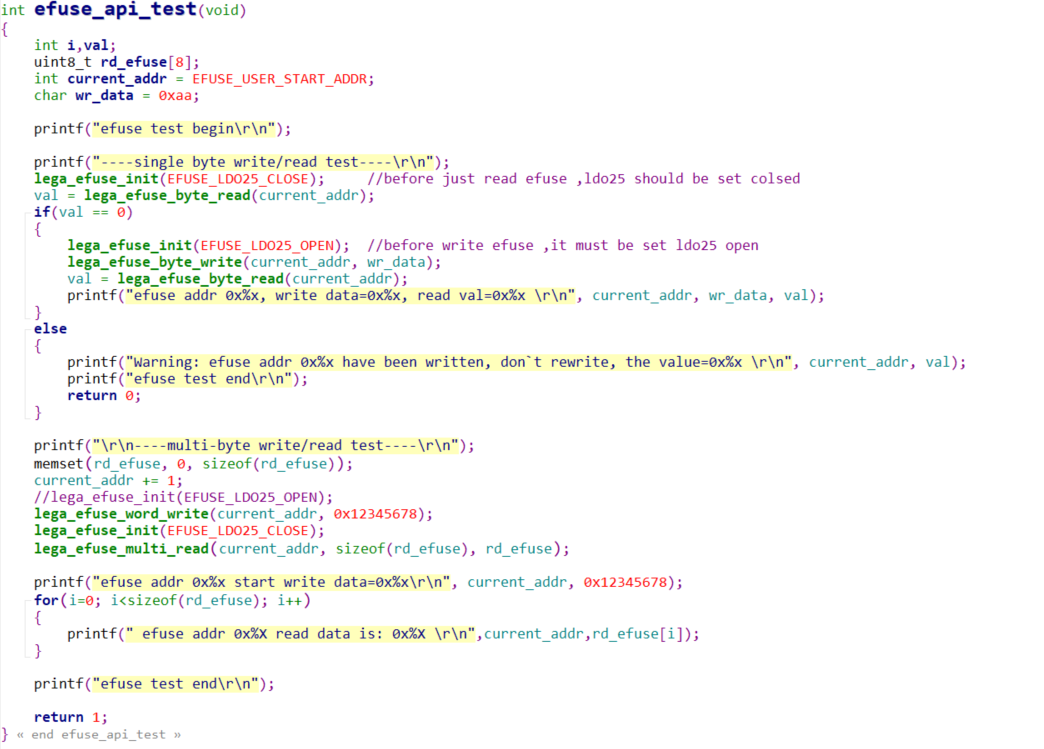 int efuse_api_test(void)
{
    int i,val;
    uint8_t rd_efuse[8];
    int current_addr = EFUSE_USER_START_ADDR;
    char wr_data = 0xaa;

    printf("efuse test begin\r\n");

    printf("----single byte write/read test----\r\n");
    lega_efuse_init(EFUSE_LDO25_CLOSE);     //before just read efuse ,ldo25 should be set colsed
    val = lega_efuse_byte_read(current_addr);
    if(val == 0)
    {
        lega_efuse_init(EFUSE_LDO25_OPEN);  //before write efuse ,it must be set ldo25 open
        lega_efuse_byte_write(current_addr, wr_data);
        val = lega_efuse_byte_read(current_addr);
        printf("efuse addr 0x%x, write data=0x%x, read val=0x%x \r\n", current_addr, wr_data, val);
    }
    else
    {
        printf("Warning: efuse addr 0x%x have been written, don`t rewrite, the value=0x%x \r\n", current_addr, val);
        printf("efuse test end\r\n");
        return 0;
    }

    printf("\r\n----multi-byte write/read test----\r\n");
    memset(rd_efuse, 0, sizeof(rd_efuse));
    current_addr += 1;
    //lega_efuse_init(EFUSE_LDO25_OPEN);
    lega_efuse_word_write(current_addr, 0x12345678);
    lega_efuse_init(EFUSE_LDO25_CLOSE);
    lega_efuse_multi_read(current_addr, sizeof(rd_efuse), rd_efuse);

    printf("efuse addr 0x%x start write data=0x%x\r\n", current_addr, 0x12345678);
    for(i=0; i<sizeof(rd_efuse); i++)
    {
        printf(" efuse addr 0x%X read data is: 0x%X \r\n",current_addr,rd_efuse[i]);
    }

    printf("efuse test end\r\n");

    return 1;
} « end efuse_api_test »